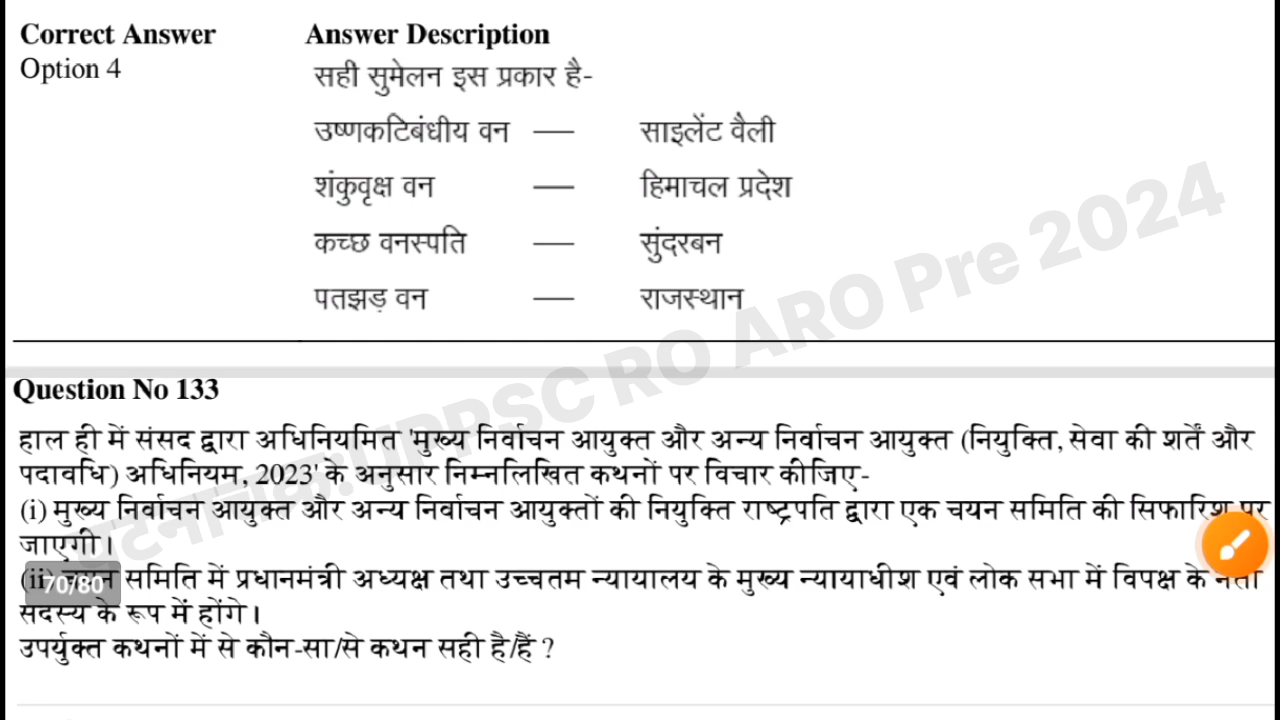 Correct Answer Answer Description
Option 4 सही सुमेलन इस प्रकार है-
उष्णकटिबंधीय वन — साइलेंट वैली
शंकुवृक्ष वन — हिमाचल प्रदेश
कच्छ वनस्पति — सुंदरबन
पतझड़ वन — राजस्थान
UPPSC RO ARO Pre 2024
Question No 133
हाल ही में संसद द्वारा अधिनियमित 'मुख्य निर्वाचन आयुक्त और अन्य निर्वाचन आयुक्त (नियुक्ति, सेवा की शर्तें और
पदावधि) अधिनियम, 2023' के अनुसार निम्नलिखित कथनों पर विचार कीजिए-
(i) मुख्य निर्वाचन आयुक्त और अन्य निर्वाचन आयुक्तों की नियुक्ति राष्ट्रपति द्वारा एक चयन समिति की सिफारिश पर
जाएगी।
(ii) समिति में प्रधानमंत्री अध्यक्ष तथा उच्चतम न्यायालय के मुख्य न्यायाधीश एवं लोक सभा में विपक्ष के नेता
70/80
सदस्य के रूप में होंगे।
उपर्युक्त कथनों में से कौन-सा/से कथन सही है/हैं ?